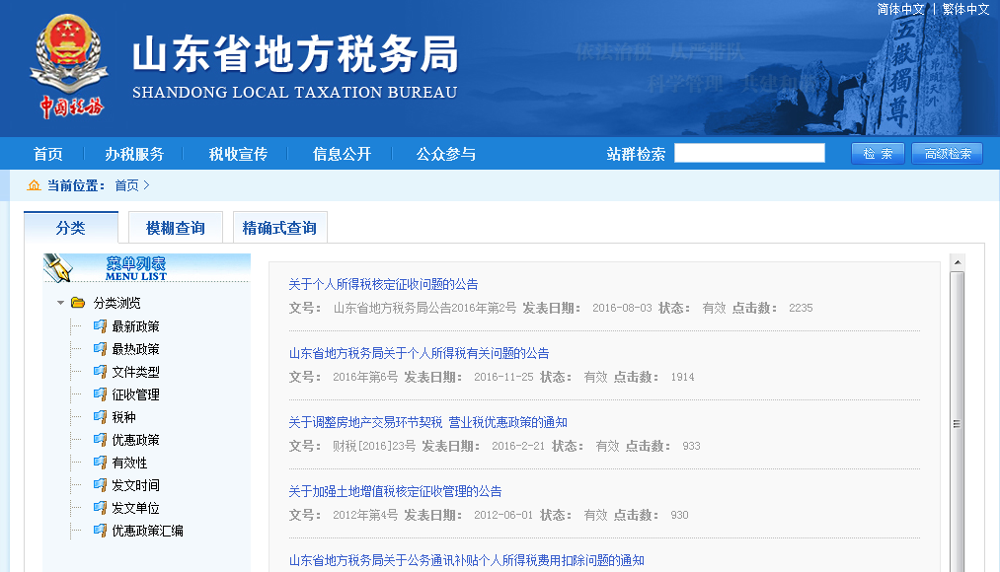 简体中文 | 繁体中文
山东省地方税务局
SHANDONG LOCAL TAXATION BUREAU
中国税务
依法治税 从严带队
科学管理 共建和谐
五嶽獨尊
首页 办税服务 税收宣传 信息公开 公众参与 站群检索 检 索 高级检索
当前位置： 首页 >
分类 模糊查询 精确式查询
菜单列表
MENU LIST
分类浏览
最新政策
最热政策
文件类型
征收管理
税种
优惠政策
有效性
发文时间
发文单位
优惠政策汇编
关于个人所得税核定征收问题的公告
文号： 山东省地方税务局公告2016年第2号 发表日期： 2016-08-03 状态： 有效 点击数： 2235
山东省地方税务局关于个人所得税有关问题的公告
文号： 2016年第6号 发表日期： 2016-11-25 状态： 有效 点击数： 1914
关于调整房地产交易环节契税 营业税优惠政策的通知
文号： 财税[2016]23号 发表日期： 2016-2-21 状态： 有效 点击数： 933
关于加强土地增值税核定征收管理的公告
文号： 2012年第4号 发表日期： 2012-06-01 状态： 有效 点击数： 930
山东省地方税务局关于公务通讯补贴个人所得税费用扣除问题的通知